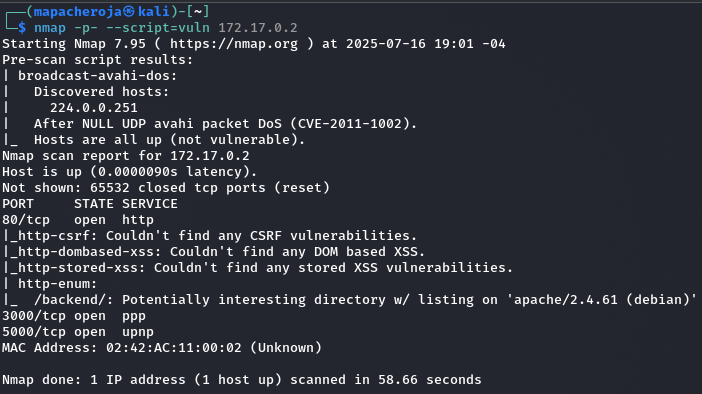 ┌──(mapacheroja㉿kali)-[~]
└─$ nmap -p- --script=vuln 172.17.0.2
Starting Nmap 7.95 ( https://nmap.org ) at 2025-07-16 19:01 -04
Pre-scan script results:
| broadcast-avahi-dos:
|   Discovered hosts:
|     224.0.0.251
|   After NULL UDP avahi packet DoS (CVE-2011-1002).
|_  Hosts are all up (not vulnerable).
Nmap scan report for 172.17.0.2
Host is up (0.0000090s latency).
Not shown: 65532 closed tcp ports (reset)
PORT     STATE SERVICE
80/tcp   open  http
|_http-csrf: Couldn't find any CSRF vulnerabilities.
|_http-dombased-xss: Couldn't find any DOM based XSS.
|_http-stored-xss: Couldn't find any stored XSS vulnerabilities.
| http-enum:
|_  /backend/: Potentially interesting directory w/ listing on 'apache/2.4.61 (debian)'
3000/tcp open  ppp
5000/tcp open  upnp
MAC Address: 02:42:AC:11:00:02 (Unknown)
Nmap done: 1 IP address (1 host up) scanned in 58.66 seconds